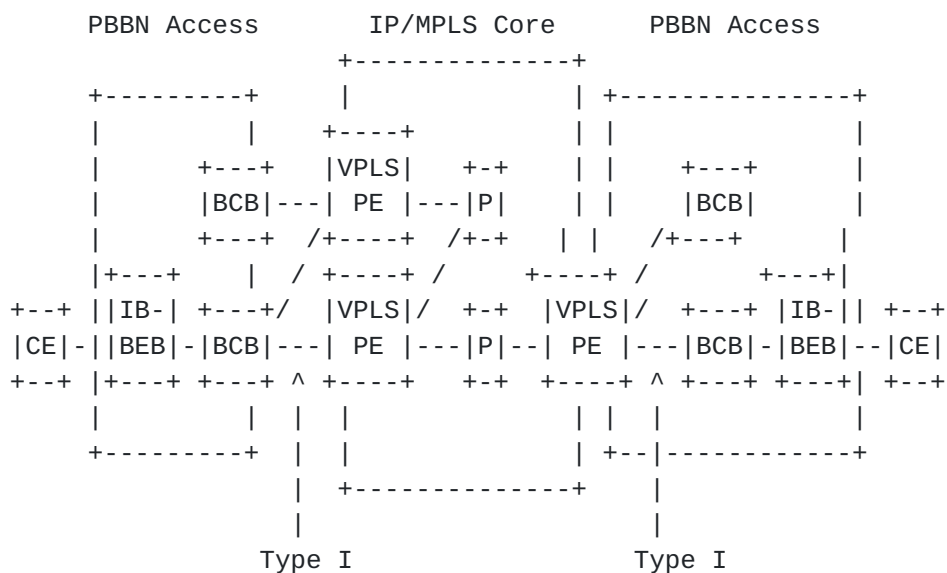 PBBN Access IP/MPLS Core PBBN Access
VPLS
BCB PE P BCB
IB- VPLS VPLS IB-
CE BEB BCB PE P PE BCB BEB CE
Type I Type I